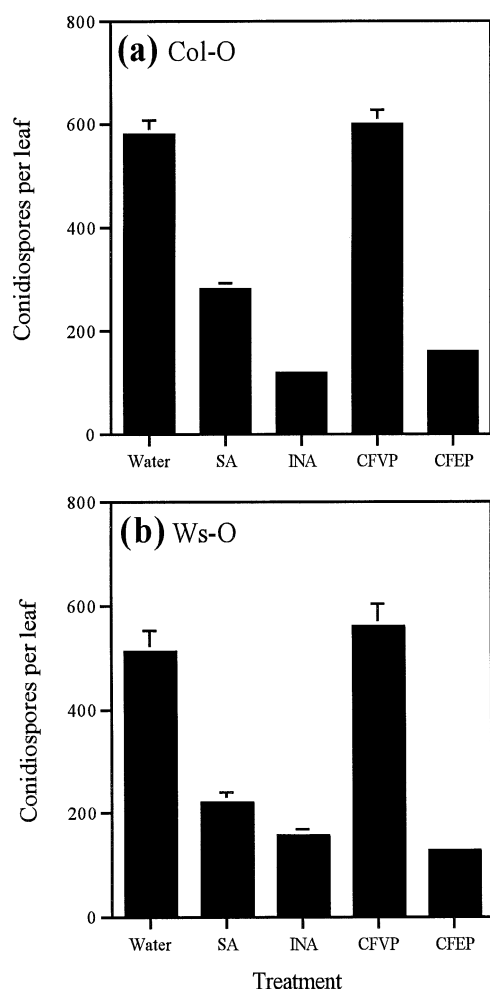 800
(a) Col-O
600
Conidiospores per leaf
400
200
0
Water SA INA CFVP CFEP
800
(b) Ws-O
600
Conidiospores per leaf
400
200
0
Water SA INA CFVP CFEP
Treatment